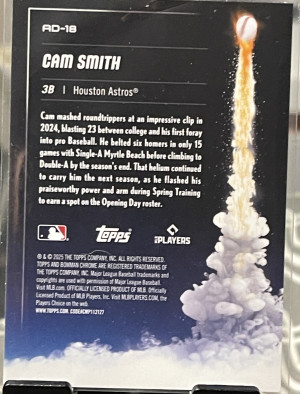 AD-18
CAM SMITH
3B | Houston Astros®
Cam mashed roundtrippers at an impressive clip in
2024, blasting 23 between college and his first foray
into pro Baseball. He belted six homers in only 15
games with Single-A Myrtle Beach before climbing to
Double-A by the season's end. That helium continued
to carry him the next season, as he flashed his
praiseworthy power and arm during Spring Training
to earn a spot on the Opening Day roster.
Topps
PLAYERS
® & © 2025 THE TOPPS COMPANY, INC. ALL RIGHTS RESERVED.
TOPPS AND BOWMAN CHROME ARE REGISTERED TRADEMARKS OF
THE TOPPS COMPANY, INC. Major League Baseball trademarks and
copyrights are used with permission of Major League Baseball.
Visit MLB.com. OFFICIALLY LICENSED PRODUCT OF MLB. Officially
Licensed Product of MLB Players, Inc. Visit MLBPLAYERS.COM, the
Players Choice on the web.
WWW.TOPPS.COM. CODE#CMP112127